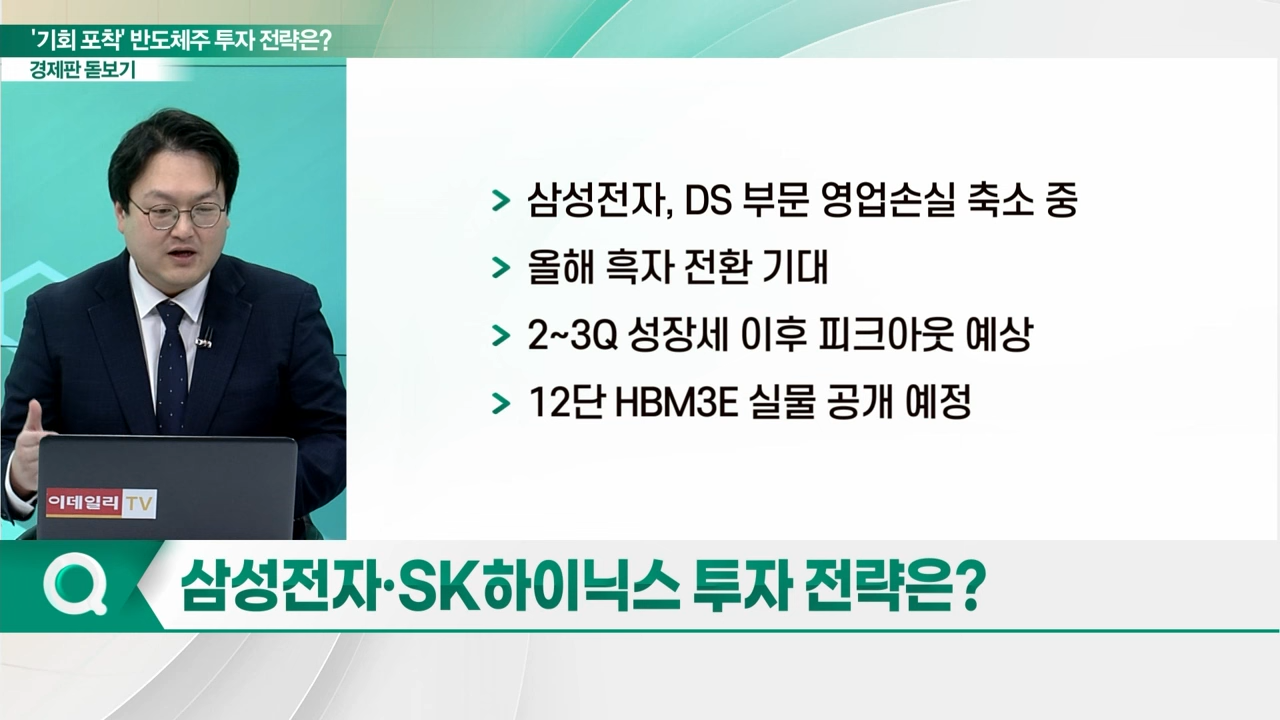 '기회 포착' 반도체주 투자 전략은?
경제판 돋보기
> 삼성전자, DS 부문 영업손실 축소 중
> 올해 흑자 전환 기대
> 2~3Q 성장세 이후 피크아웃 예상
> 12단 HBM3E 실물 공개 예정
이데일리 TV
Q 삼성전자·SK하이닉스 투자 전략은?